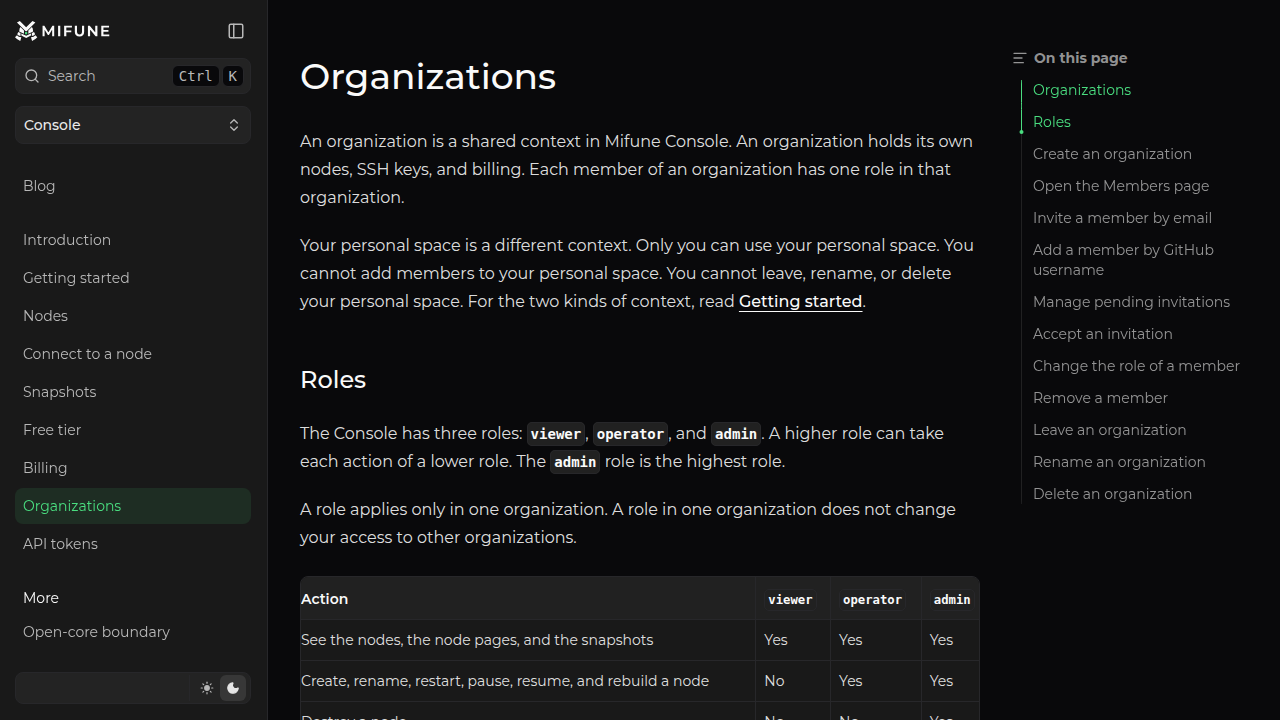 MIFUNE
Search Ctrl K
Console
Blog
Introduction
Getting started
Nodes
Connect to a node
Snapshots
Free tier
Billing
Organizations
API tokens
More
Open-core boundary
Organizations
An organization is a shared context in Mifune Console. An organization holds its own
nodes, SSH keys, and billing. Each member of an organization has one role in that
organization.
Your personal space is a different context. Only you can use your personal space. You
cannot add members to your personal space. You cannot leave, rename, or delete
your personal space. For the two kinds of context, read Getting started.
Roles
The Console has three roles: viewer, operator, and admin. A higher role can take
each action of a lower role. The admin role is the highest role.
A role applies only in one organization. A role in one organization does not change
your access to other organizations.
Action viewer operator admin
See the nodes, the node pages, and the snapshots Yes Yes Yes
Create, rename, restart, pause, resume, and rebuild a node No Yes Yes
Destroy a node No No Yes
On this page
Organizations
Roles
Create an organization
Open the Members page
Invite a member by email
Add a member by GitHub
username
Manage pending invitations
Accept an invitation
Change the role of a member
Remove a member
Leave an organization
Rename an organization
Delete an organization